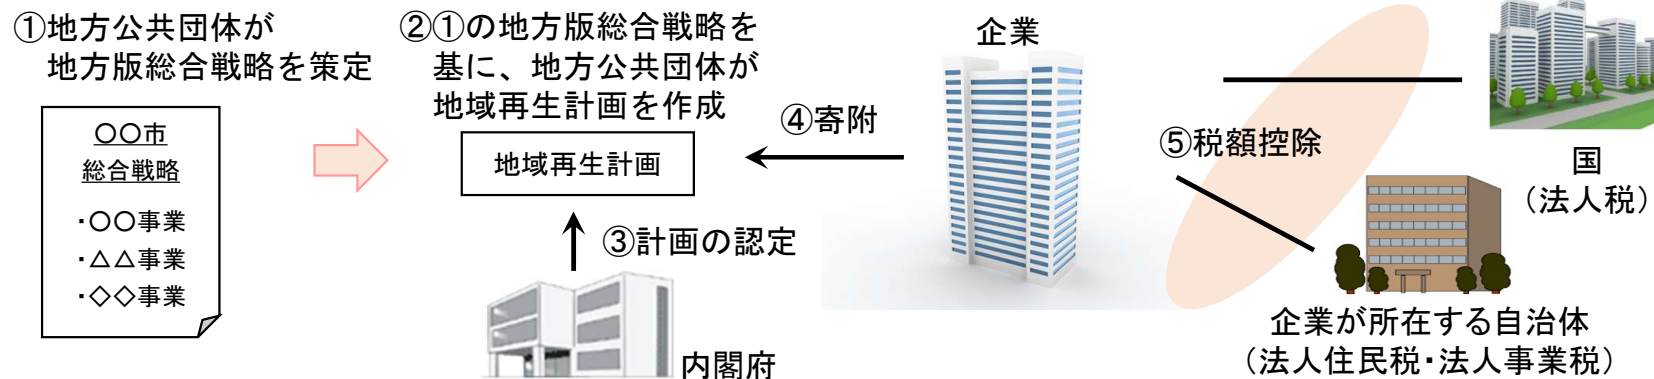 ①地方公共団体が
地方版総合戦略を策定
〇〇市
総合戦略
・〇〇事業
・△△事業
・◇◇事業
②①の地方版総合戦略を
基に、地方公共団体が
地域再生計画を作成
地域再生計画
③計画の認定
内閣府
④寄附
企業
⑤税額控除
国
（法人税）
企業が所在する自治体
（法人住民税・法人事業税）